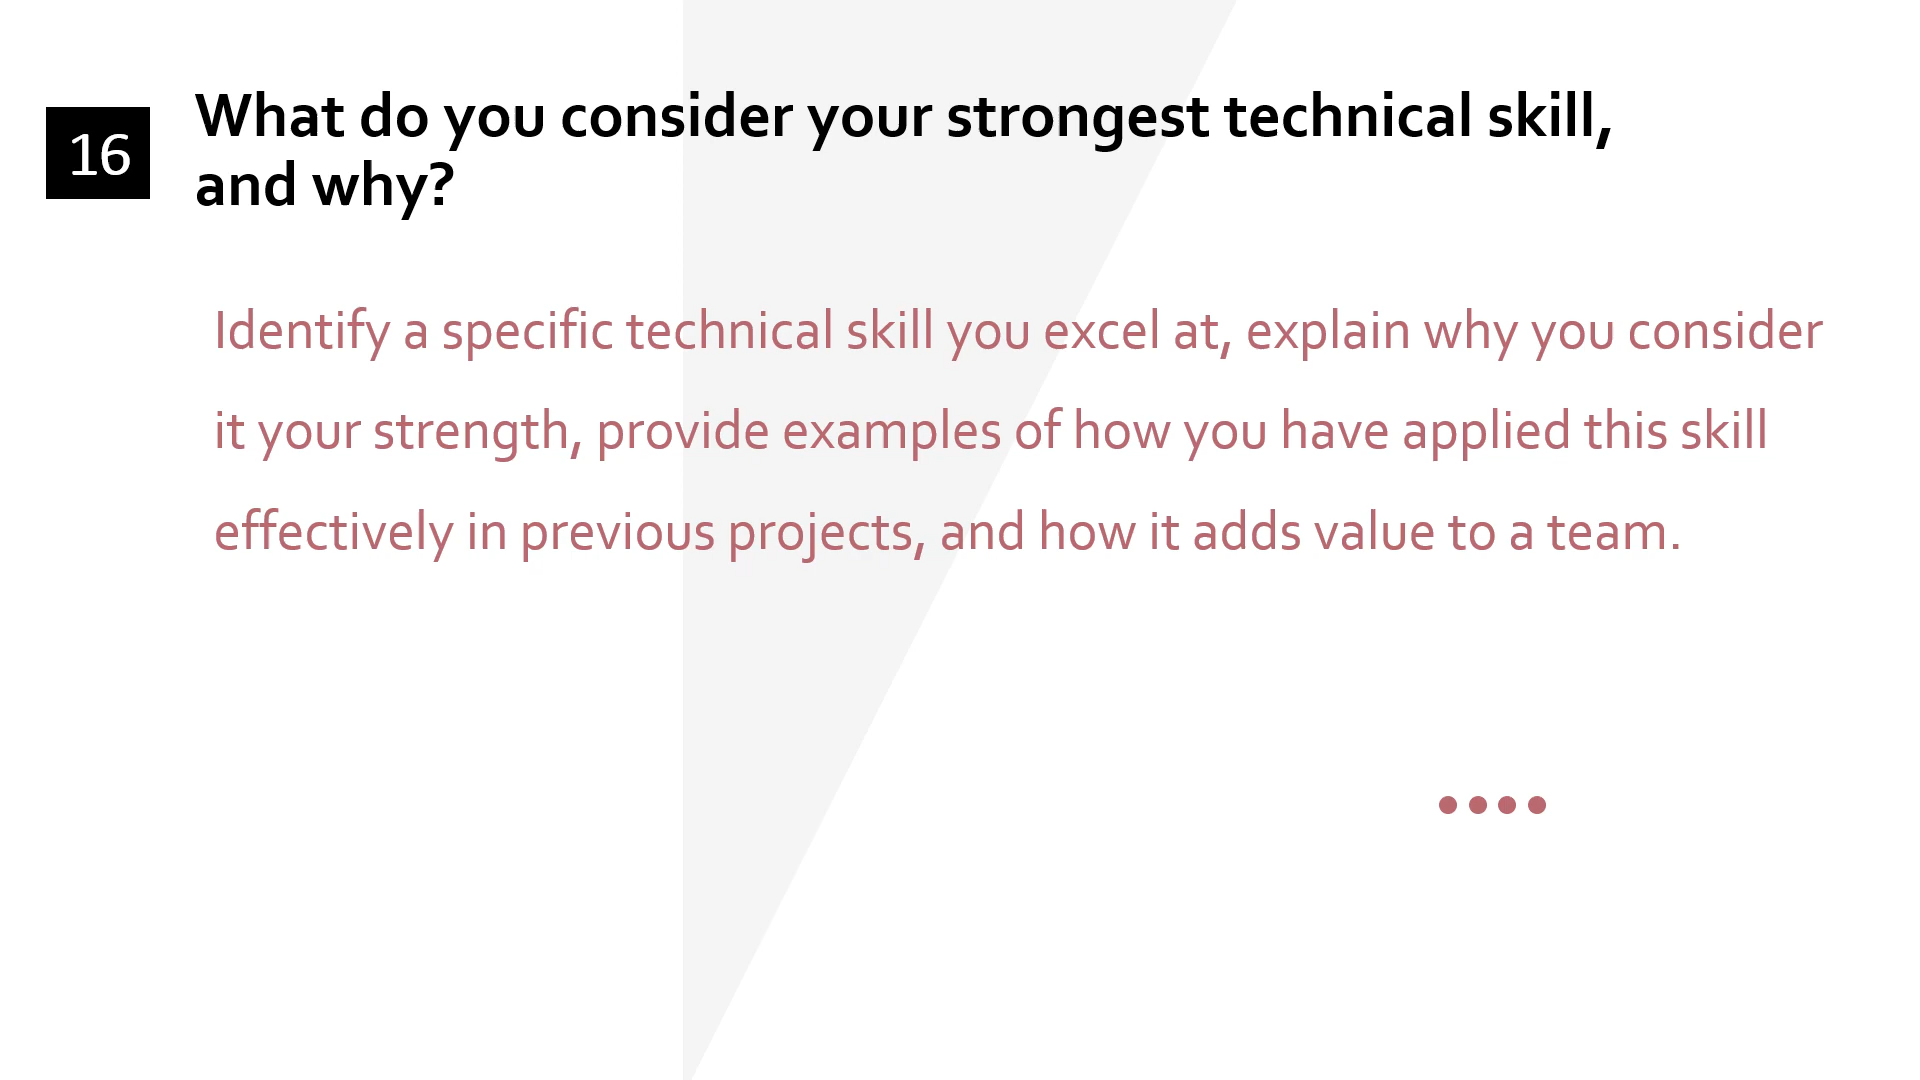 16
What do you consider your strongest technical skill,
and why?
Identify a specific technical skill you excel at, explain why you consider
it your strength, provide examples of how you have applied this skill
effectively in previous projects, and how it adds value to a team.